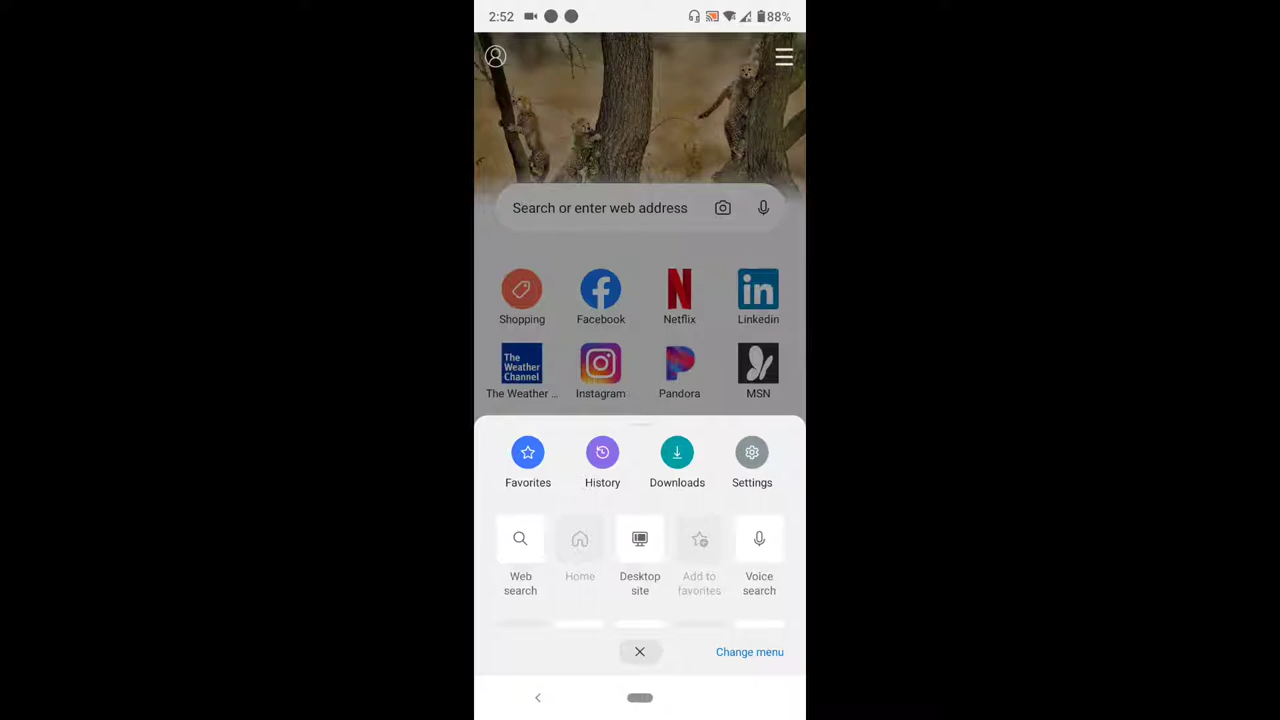 2:52 88%
Search or enter web address
Shopping Facebook Netflix Linkedin
The Weather Channel
The Weather ... Instagram Pandora MSN
Favorites History Downloads Settings
Web search Home Desktop site Add to favorites Voice search
Change menu